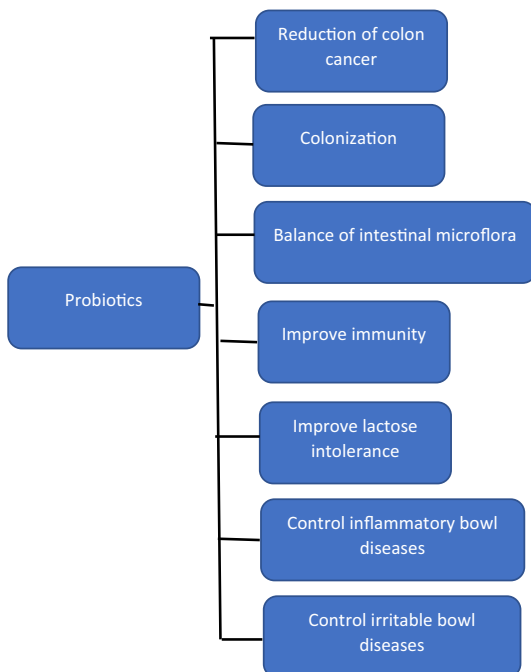 Reduction of colon
cancer
Colonization
Balance of intestinal microflora
Probiotics
Improve immunity
Improve lactose
intolerance
Control inflammatory bowl
diseases
Control irritable bowl
diseases